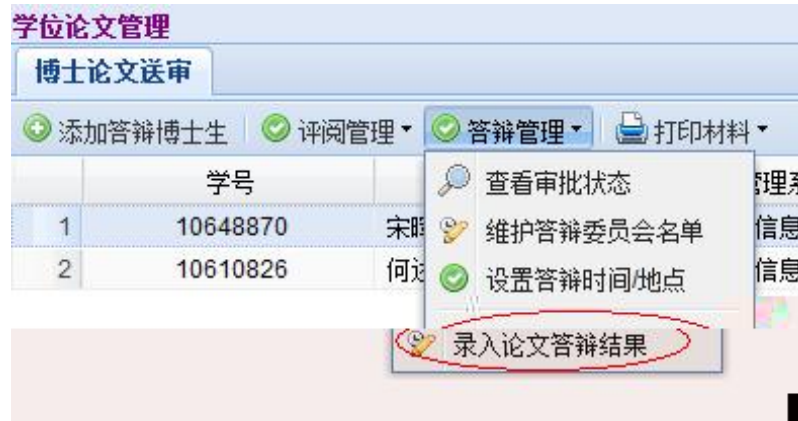 学位论文管理
博士论文送审
添加答辩博士生 评阅管理 答辩管理 打印材料
学号 理系
查看审批状态
1 10648870 宋 信息
维护答辩委员会名单
2 10610826 何 信息
设置答辩时间/地点
录入论文答辩结果